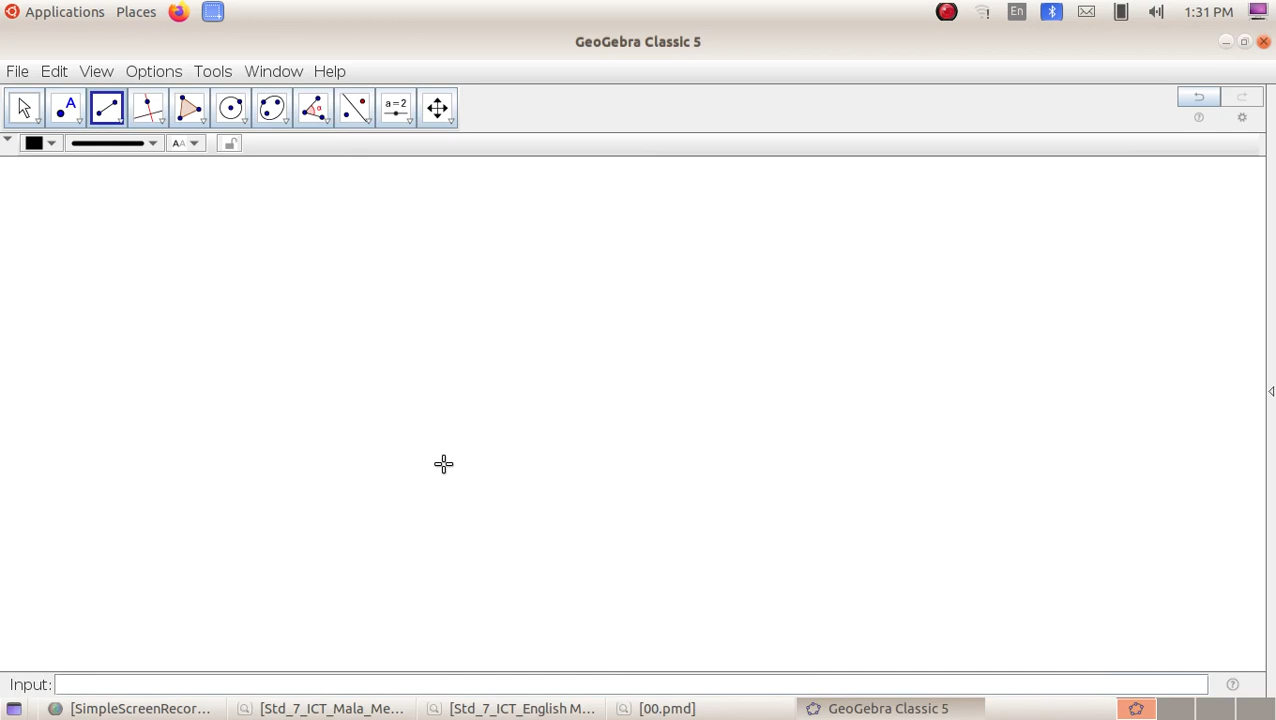 Applications Places En 1:31 PM
GeoGebra Classic 5
File Edit View Options Tools Window Help
A α a=2
AA
Input:
[SimpleScreenRecor... [Std_7_ICT_Mala_Me... [Std_7_ICT_English M... [00.pmd] GeoGebra Classic 5